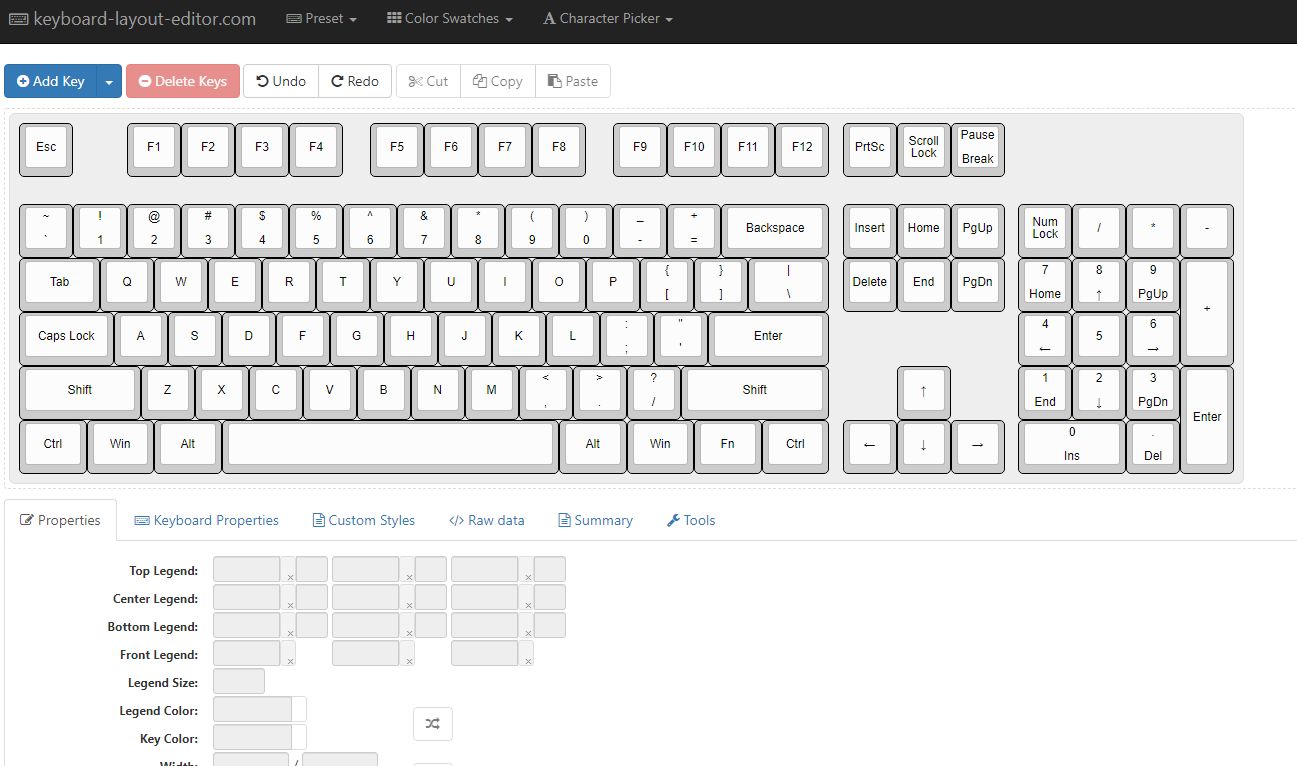 keyboard-layout-editor.com Preset Color Swatches Character Picker
Add Key Delete Keys Undo Redo Cut Copy Paste
Esc F1 F2 F3 F4 F5 F6 F7 F8 F9 F10 F11 F12 PrtSc Scroll Lock Pause Break
~ ` ! 1 @ 2 # 3 $ 4 % 5 ^ 6 & 7 * 8 ( 9 ) 0 _ - + = Backspace Insert Home PgUp Num Lock / * -
Tab Q W E R T Y U I O P { [ } ] | \ Delete End PgDn 7 Home 8 ↑ 9 PgUp +
Caps Lock A S D F G H J K L : ; " ' Enter 4 ← 5 6 →
Shift Z X C V B N M < , > . ? / Shift ↑ 1 End 2 ↓ 3 PgDn Enter
Ctrl Win Alt Alt Win Fn Ctrl ← ↓ → 0 Ins . Del
Properties Keyboard Properties Custom Styles </> Raw data Summary Tools
Top Legend:
Center Legend:
Bottom Legend:
Front Legend:
Legend Size:
Legend Color:
Key Color:
Width: /